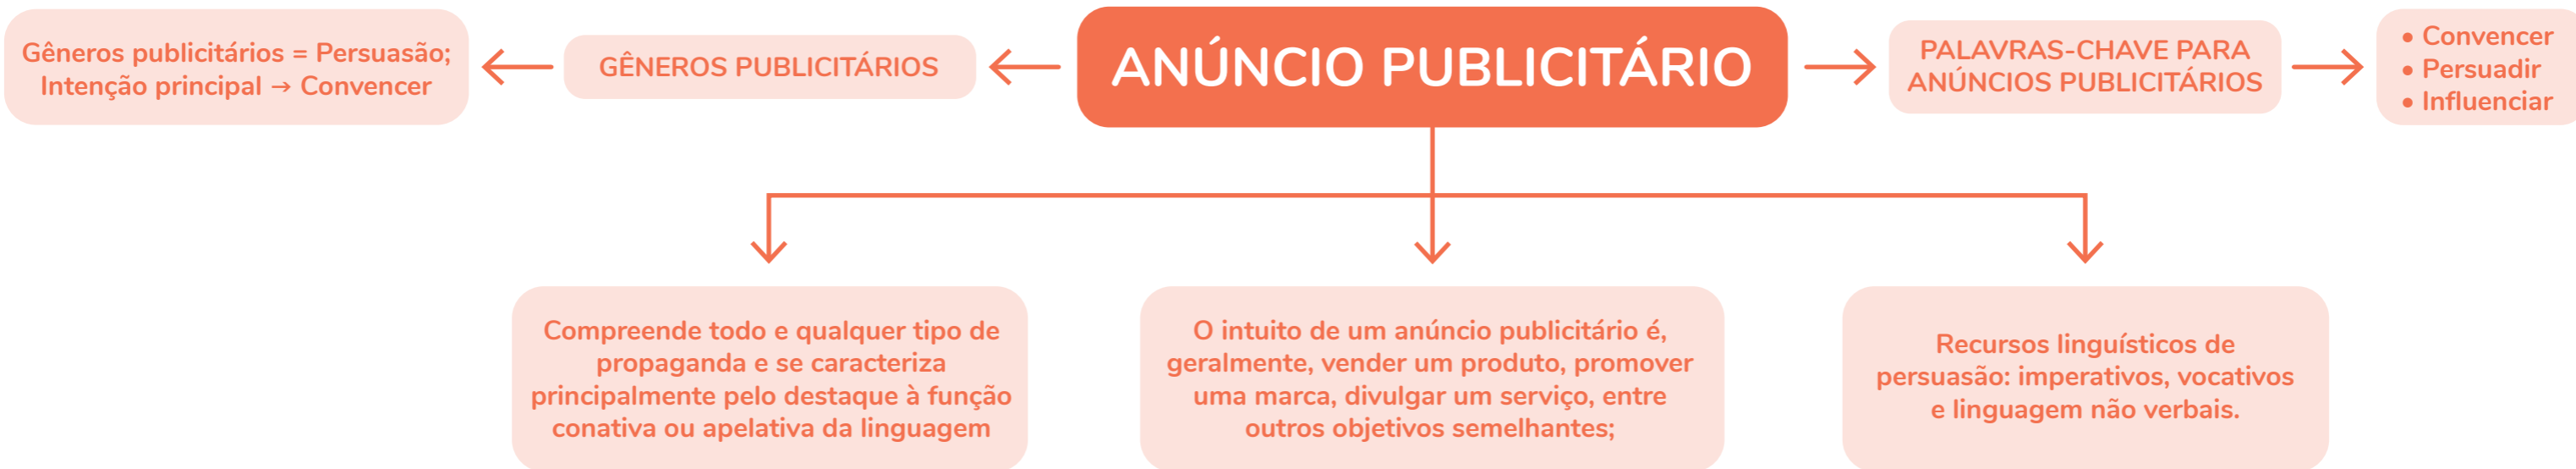 Gêneros publicitários = Persuasão;
Intenção principal → Convencer
GÊNEROS PUBLICITÁRIOS
ANÚNCIO PUBLICITÁRIO
PALAVRAS-CHAVE PARA
ANÚNCIOS PUBLICITÁRIOS
• Convencer
• Persuadir
• Influenciar
Compreende todo e qualquer tipo de
propaganda e se caracteriza
principalmente pelo destaque à função
conativa ou apelativa da linguagem
O intuito de um anúncio publicitário é,
geralmente, vender um produto, promover
uma marca, divulgar um serviço, entre
outros objetivos semelhantes;
Recursos linguísticos de
persuasão: imperativos, vocativos
e linguagem não verbais.